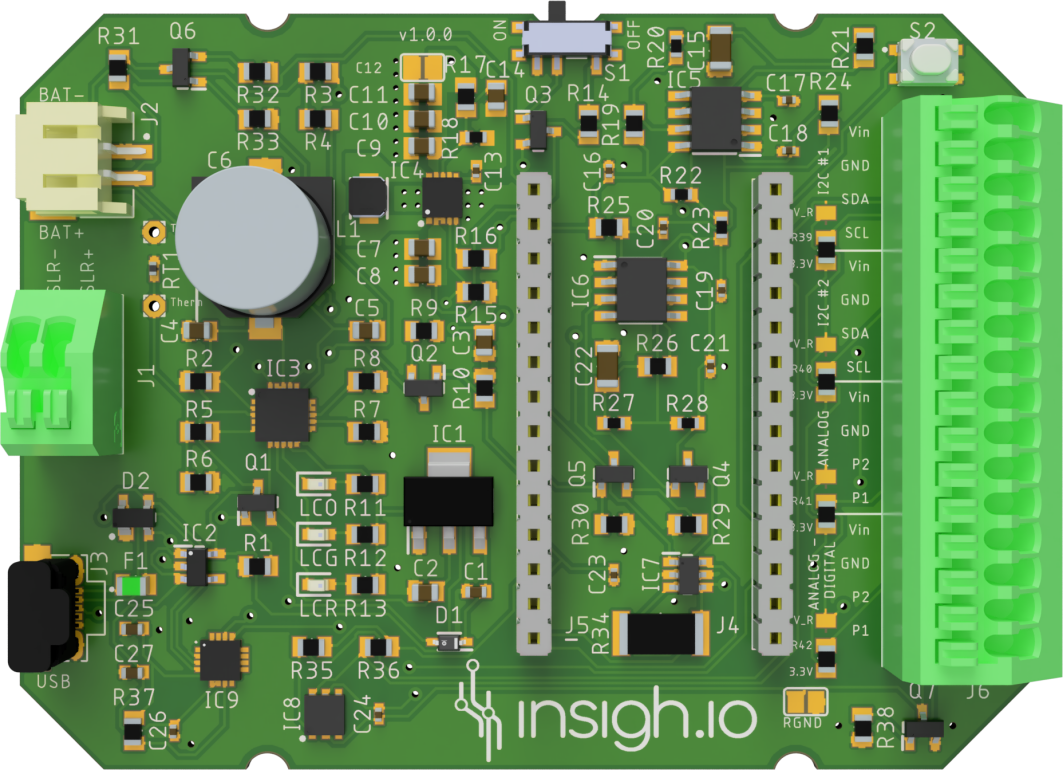 R31
Q6
v1.0.0
ON
OFF
S1
R20
C15
R21
S2
BAT-
J2
R32
R3
C12
R17
C14
Q3
R14
IC5
C17
R24
R33
R4
C11
C10
C9
R18
R19
C18
Vin
C6
IC4
C13
C16
R22
I2C #1
GND
SDA
BAT+
L1
R25
C20
R23
V_R
R39
SCL
3.3V
Vin
SLR-
SLR+
RT1
Therm
C7
C8
R16
IC6
C19
I2C #2
GND
R15
SDA
C4
C5
R9
C3
V_R
J1
R2
IC3
R8
Q2
R10
C22
R26
C21
R40
SCL
3.3V
Vin
R5
R7
R27
R28
ANALOG
GND
R6
IC1
Q1
Q5
Q4
V_R
P2
D2
LCO
R11
R41
P1
3.3V
R30
R29
Vin
IC2
R1
LCG
R12
J3
F1
C23
IC7
ANALOG -
DIGITAL
GND
LCR
R13
C2
C1
P2
C25
D1
R34
J5
J4
V_R
P1
C27
R42
3.3V
USB
IC9
R35
R36
R37
C26
IC8
C24
insigh.io
RGND
R38
Q7
J6